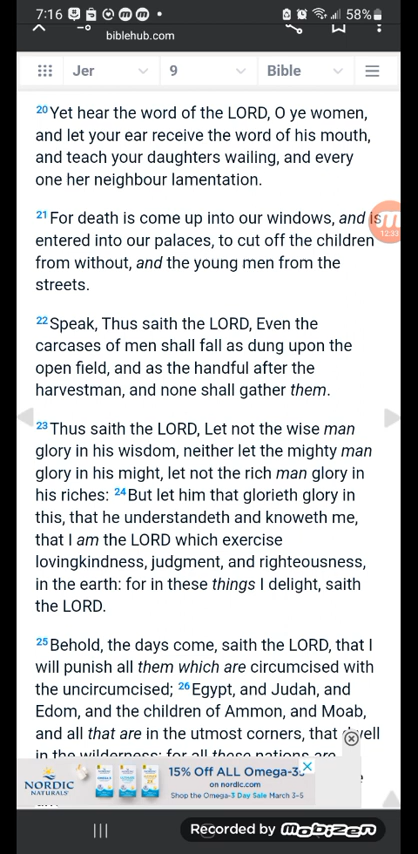 7:16 58%
biblehub.com
Jer 9 Bible
20 Yet hear the word of the LORD, O ye women,
and let your ear receive the word of his mouth,
and teach your daughters wailing, and every
one her neighbour lamentation.
21 For death is come up into our windows, and is
entered into our palaces, to cut off the children
from without, and the young men from the
streets.
12:33
22 Speak, Thus saith the LORD, Even the
carcases of men shall fall as dung upon the
open field, and as the handful after the
harvestman, and none shall gather them.
23 Thus saith the LORD, Let not the wise man
glory in his wisdom, neither let the mighty man
glory in his might, let not the rich man glory in
his riches: 24 But let him that glorieth glory in
this, that he understandeth and knoweth me,
that I am the LORD which exercise
lovingkindness, judgment, and righteousness,
in the earth: for in these things I delight, saith
the LORD.
25 Behold, the days come, saith the LORD, that I
will punish all them which are circumcised with
the uncircumcised; 26 Egypt, and Judah, and
Edom, and the children of Ammon, and Moab,
and all that are in the utmost corners, that dwell
in the wilderness: for all these nations are
NORDIC
NATURALS
15% Off ALL Omega-3s
on nordic.com
Shop the Omega-3 Day Sale March 3-5
Recorded by mobizen